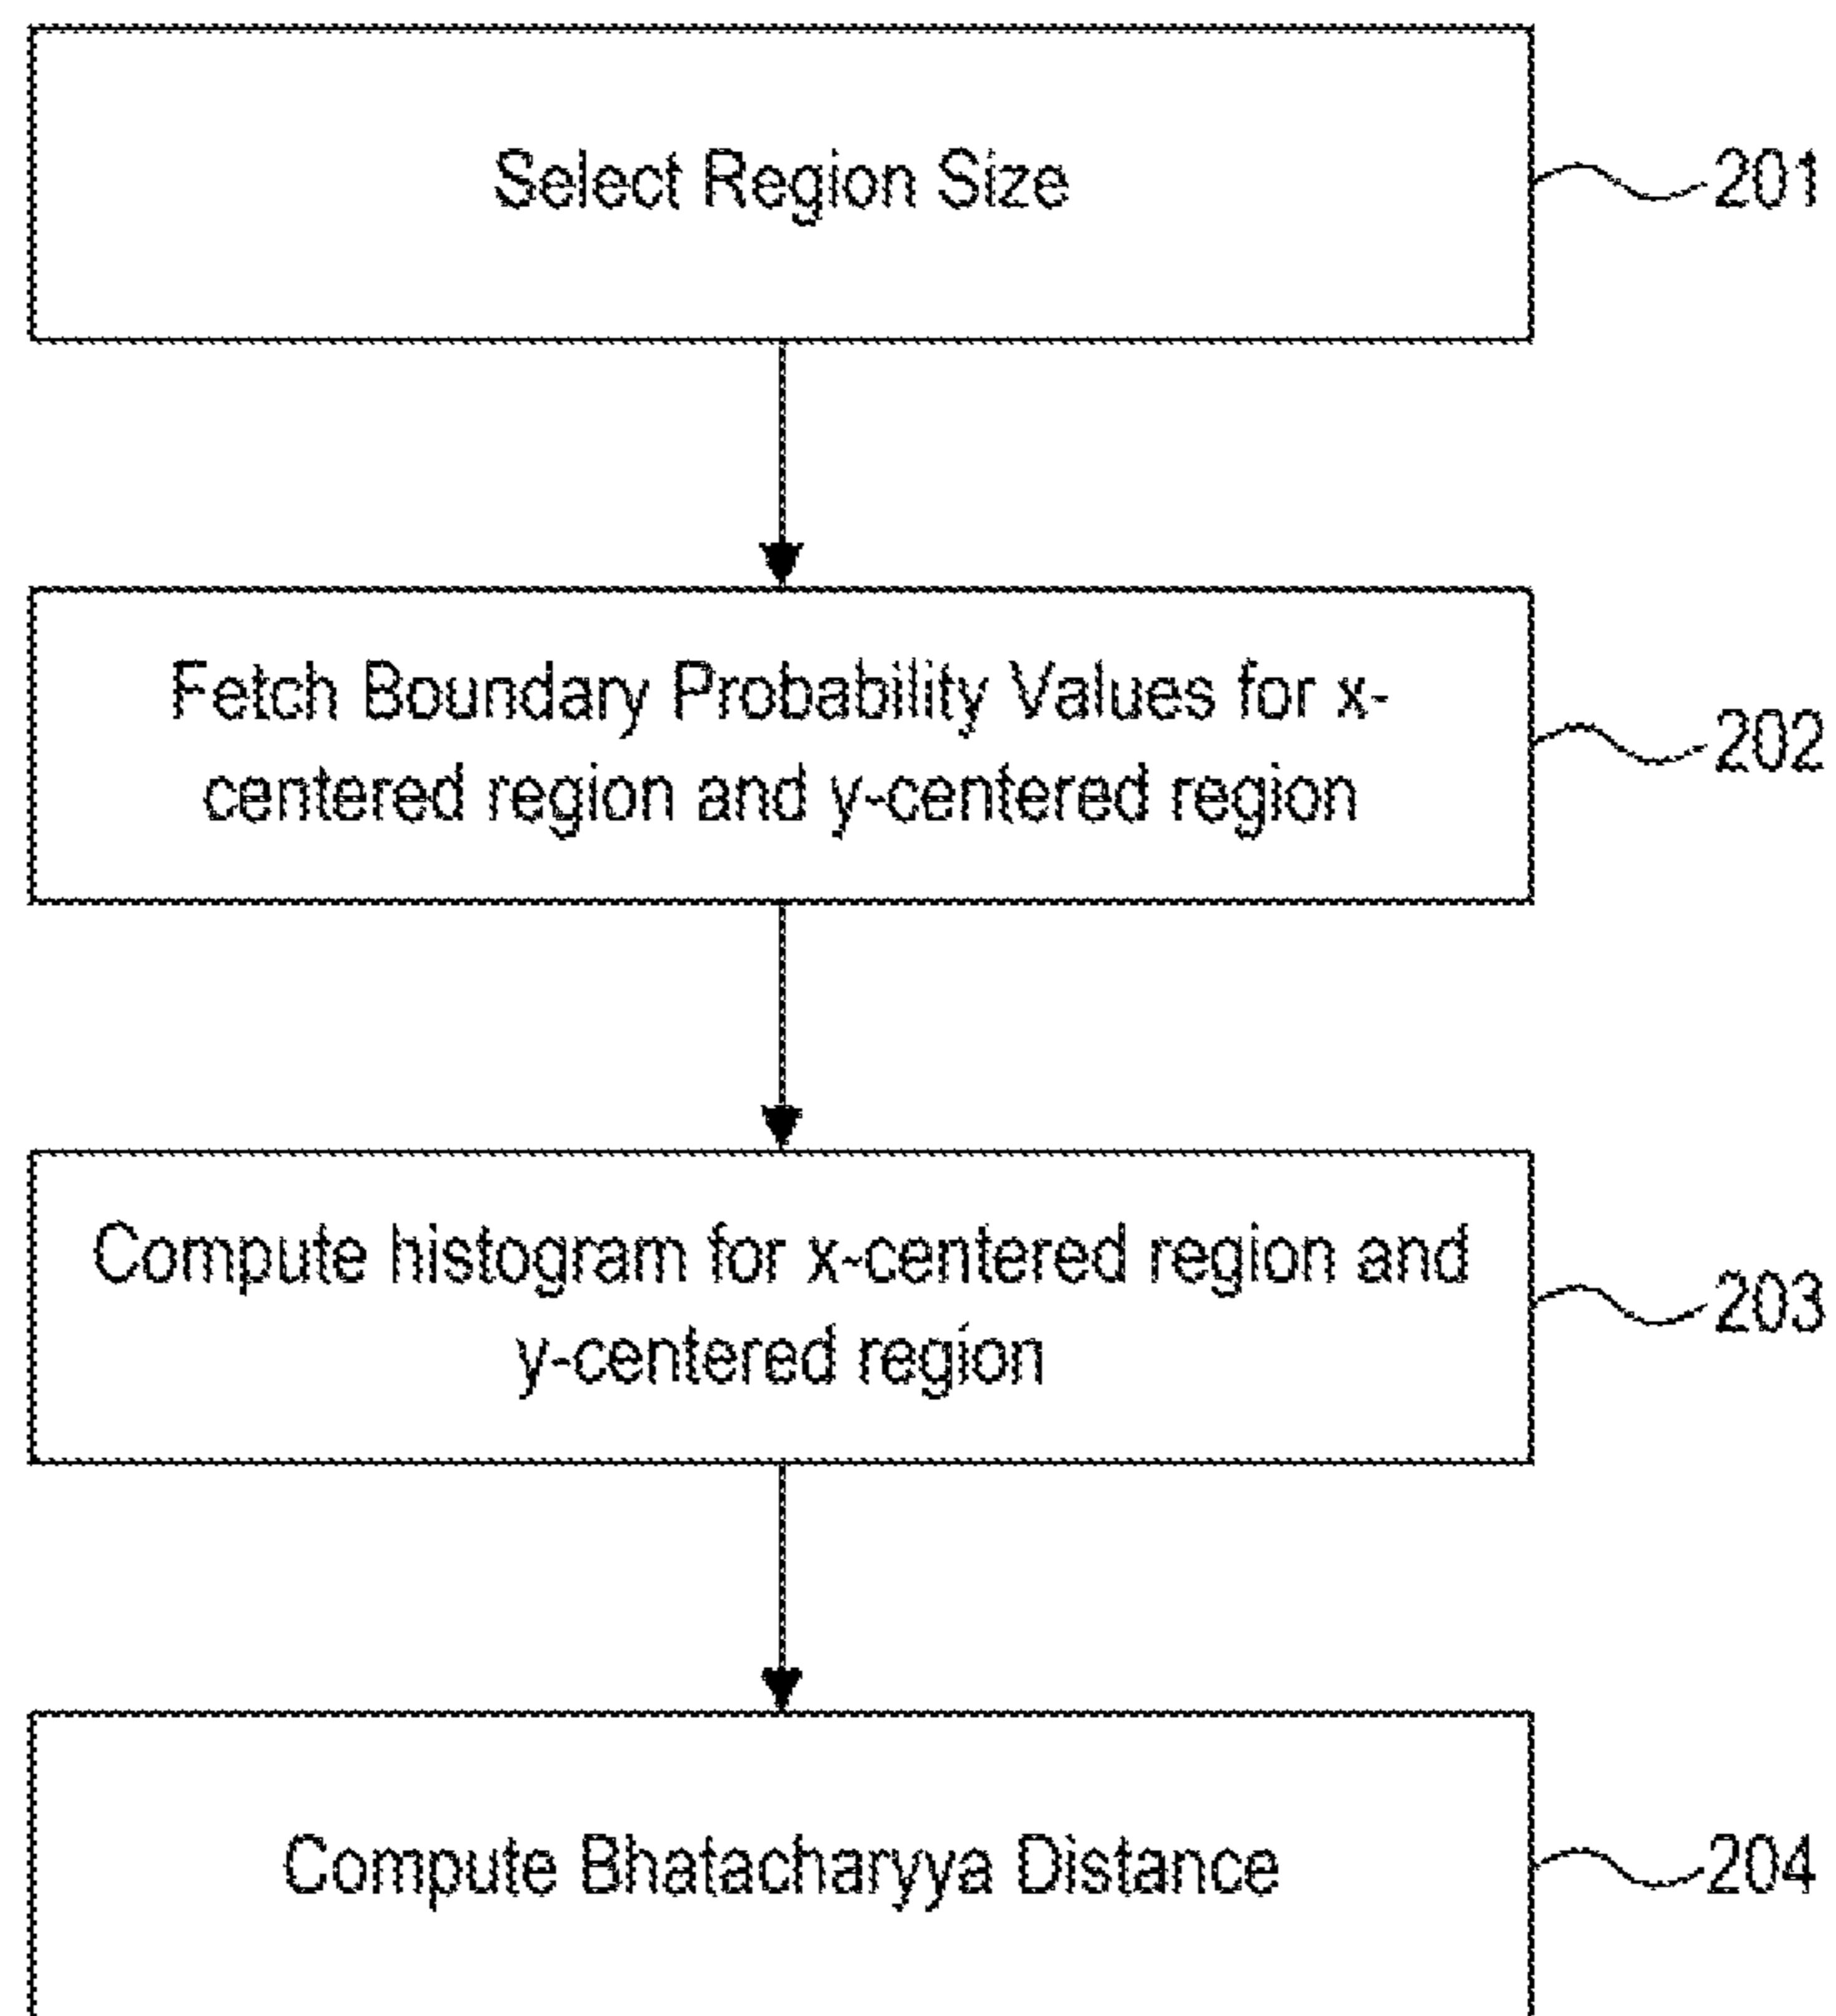 Select Region Size
201
Fetch Boundary Probability Values for x-
centered region and y-centered region
202
Compute histogram for x-centered region and
y-centered region
203
Compute Bhatacharyya Distance
204